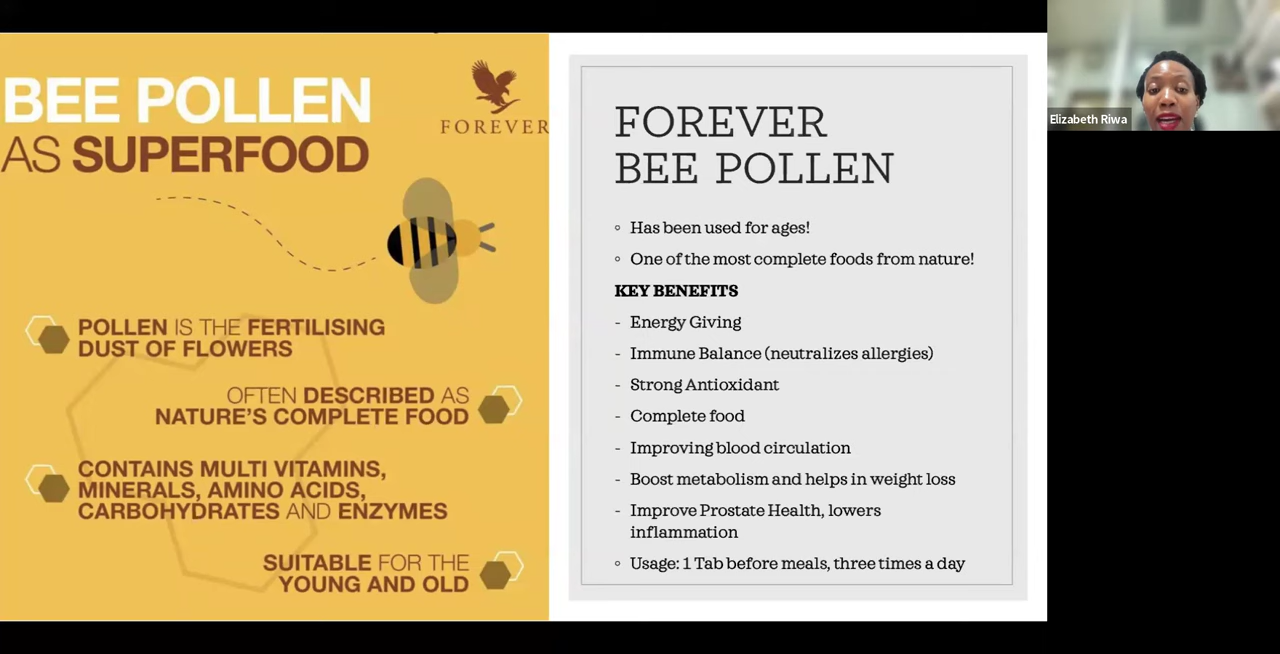 BEE POLLEN
AS SUPERFOOD
FOREVER
POLLEN IS THE FERTILISING
DUST OF FLOWERS
OFTEN DESCRIBED AS
NATURE'S COMPLETE FOOD
CONTAINS MULTI VITAMINS,
MINERALS, AMINO ACIDS,
CARBOHYDRATES AND ENZYMES
SUITABLE FOR THE
YOUNG AND OLD
FOREVER
BEE POLLEN
◦ Has been used for ages!
◦ One of the most complete foods from nature!
KEY BENEFITS
- Energy Giving
- Immune Balance (neutralizes allergies)
- Strong Antioxidant
- Complete food
- Improving blood circulation
- Boost metabolism and helps in weight loss
- Improve Prostate Health, lowers
inflammation
◦ Usage: 1 Tab before meals, three times a day
Elizabeth Riwa